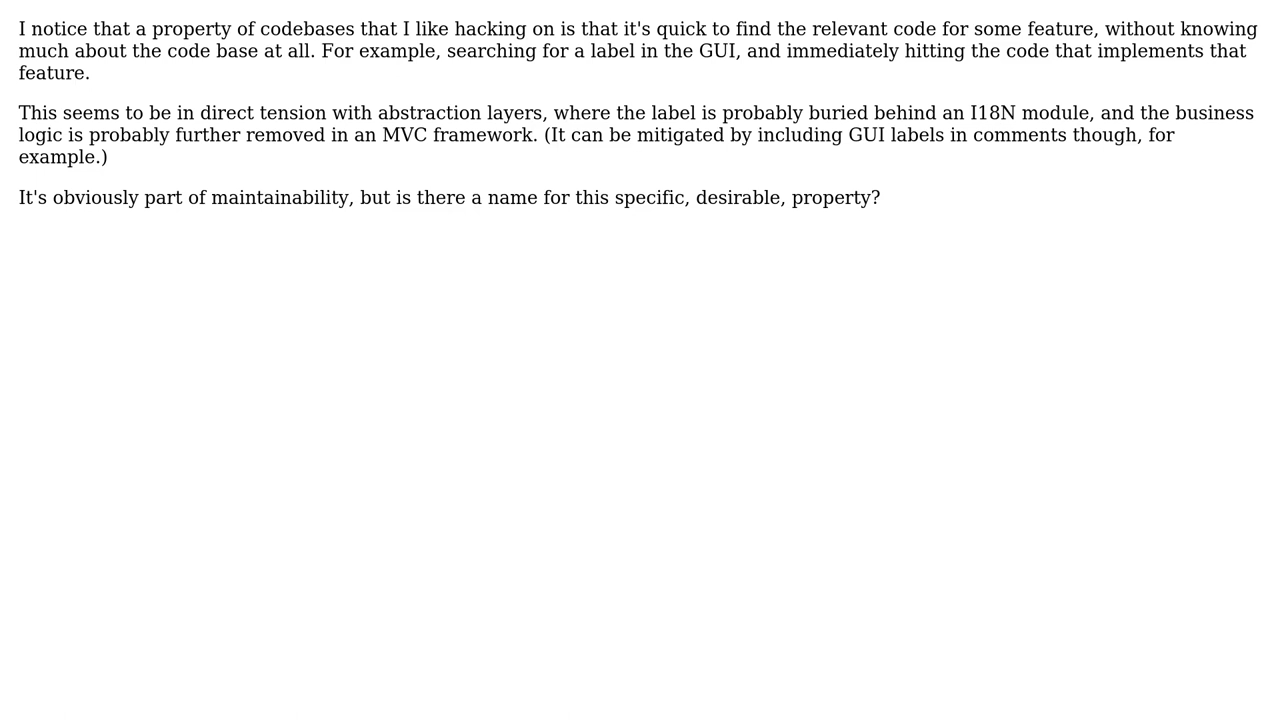 I notice that a property of codebases that I like hacking on is that it's quick to find the relevant code for some feature, without knowing
much about the code base at all. For example, searching for a label in the GUI, and immediately hitting the code that implements that
feature.
This seems to be in direct tension with abstraction layers, where the label is probably buried behind an I18N module, and the business
logic is probably further removed in an MVC framework. (It can be mitigated by including GUI labels in comments though, for
example.)
It's obviously part of maintainability, but is there a name for this specific, desirable, property?